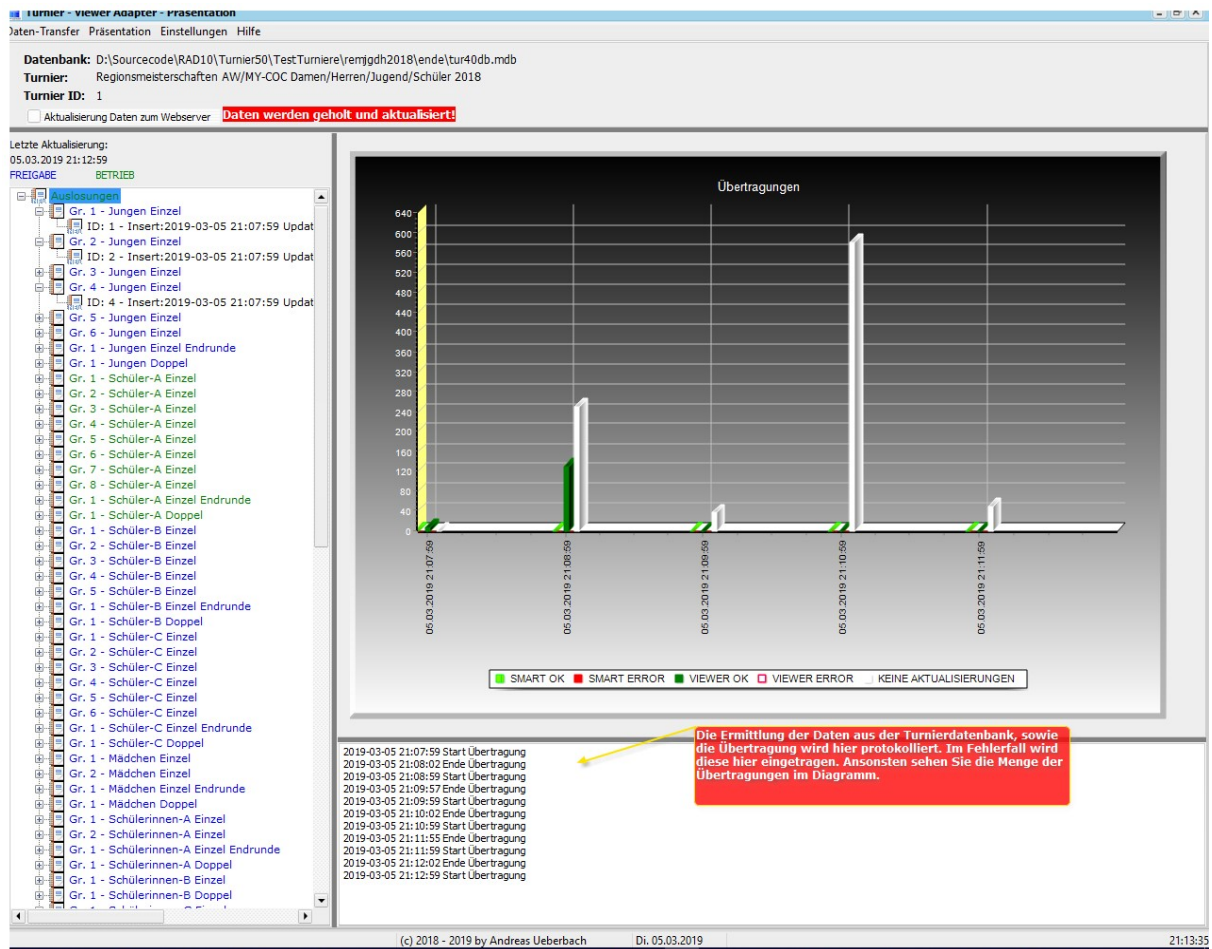 Turnier - Viewer Adapter - Präsentation
Daten-Transfer Präsentation Einstellungen Hilfe
Datenbank: D:\Sourcecode\RAD10\Turnier50\TestTurniere\remjgdh2018\ende\tur40db.mdb
Turnier: Regionsmeisterschaften AW/MY-COC Damen/Herren/Jugend/Schüler 2018
Turnier ID: 1
Aktualisierung Daten zum Webserver Daten werden geholt und aktualisiert!
Letzte Aktualisierung:
05.03.2019 21:12:59
FREIGABE BETRIEB
Auslosungen
Gr. 1 - Jungen Einzel
ID: 1 - Insert:2019-03-05 21:07:59 Updat
Gr. 2 - Jungen Einzel
ID: 2 - Insert:2019-03-05 21:07:59 Updat
Gr. 3 - Jungen Einzel
Gr. 4 - Jungen Einzel
ID: 4 - Insert:2019-03-05 21:07:59 Updat
Gr. 5 - Jungen Einzel
Gr. 6 - Jungen Einzel
Gr. 1 - Jungen Einzel Endrunde
Gr. 1 - Jungen Doppel
Gr. 1 - Schüler-A Einzel
Gr. 2 - Schüler-A Einzel
Gr. 3 - Schüler-A Einzel
Gr. 4 - Schüler-A Einzel
Gr. 5 - Schüler-A Einzel
Gr. 6 - Schüler-A Einzel
Gr. 7 - Schüler-A Einzel
Gr. 8 - Schüler-A Einzel
Gr. 1 - Schüler-A Einzel Endrunde
Gr. 1 - Schüler-A Doppel
Gr. 1 - Schüler-B Einzel
Gr. 2 - Schüler-B Einzel
Gr. 3 - Schüler-B Einzel
Gr. 4 - Schüler-B Einzel
Gr. 5 - Schüler-B Einzel
Gr. 1 - Schüler-B Einzel Endrunde
Gr. 1 - Schüler-B Doppel
Gr. 1 - Schüler-C Einzel
Gr. 2 - Schüler-C Einzel
Gr. 3 - Schüler-C Einzel
Gr. 4 - Schüler-C Einzel
Gr. 5 - Schüler-C Einzel
Gr. 6 - Schüler-C Einzel
Gr. 1 - Schüler-C Einzel Endrunde
Gr. 1 - Schüler-C Doppel
Gr. 1 - Mädchen Einzel
Gr. 2 - Mädchen Einzel
Gr. 1 - Mädchen Einzel Endrunde
Gr. 1 - Mädchen Doppel
Gr. 1 - Schülerinnen-A Einzel
Gr. 2 - Schülerinnen-A Einzel
Gr. 1 - Schülerinnen-A Einzel Endrunde
Gr. 1 - Schülerinnen-A Doppel
Gr. 1 - Schülerinnen-B Einzel
Gr. 1 - Schülerinnen-B Doppel
Übertragungen
640
600
560
520
480
440
400
360
320
280
240
200
160
120
80
40
0
05.03.2019 21:07:59
05.03.2019 21:08:59
05.03.2019 21:09:59
05.03.2019 21:10:59
05.03.2019 21:11:59
SMART OK SMART ERROR VIEWER OK VIEWER ERROR KEINE AKTUALISIERUNGEN
2019-03-05 21:07:59 Start Übertragung
2019-03-05 21:08:02 Ende Übertragung
2019-03-05 21:08:59 Start Übertragung
2019-03-05 21:09:57 Ende Übertragung
2019-03-05 21:09:59 Start Übertragung
2019-03-05 21:10:02 Ende Übertragung
2019-03-05 21:10:59 Start Übertragung
2019-03-05 21:11:55 Ende Übertragung
2019-03-05 21:11:59 Start Übertragung
2019-03-05 21:12:02 Ende Übertragung
2019-03-05 21:12:59 Start Übertragung
Die Ermittlung der Daten aus der Turnierdatenbank, sowie
die Übertragung wird hier protokolliert. Im Fehlerfall wird
diese hier eingetragen. Ansonsten sehen Sie die Menge der
Übertragungen im Diagramm.
(c) 2018 - 2019 by Andreas Ueberbach Di. 05.03.2019 21:13:35